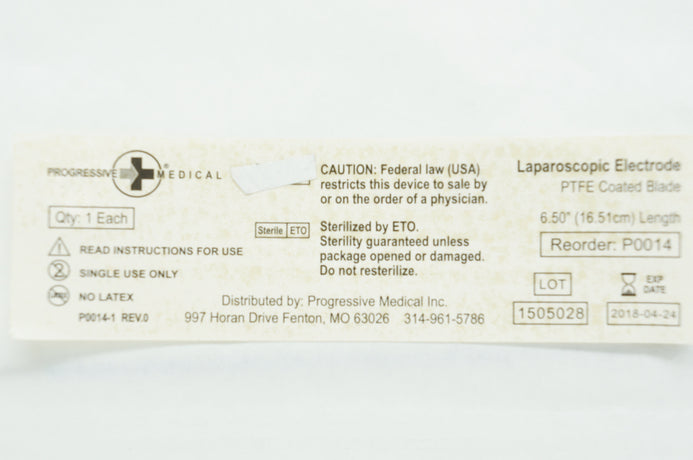 PROGRESSIVE MEDICAL
Qty: 1 Each
READ INSTRUCTIONS FOR USE
2
SINGLE USE ONLY
NO LATEX
P0014-1 REV.0
CAUTION: Federal law (USA)
restricts this device to sale by
or on the order of a physician.
Sterile ETO
Sterilized by ETO.
Sterility guaranteed unless
package opened or damaged.
Do not resterilize.
Distributed by: Progressive Medical Inc.
997 Horan Drive Fenton, MO 63026 314-961-5786
Laparoscopic Electrode
PTFE Coated Blade
6.50" (16.51cm) Length
Reorder: P0014
LOT
1505028
EXP
DATE
2018-04-24